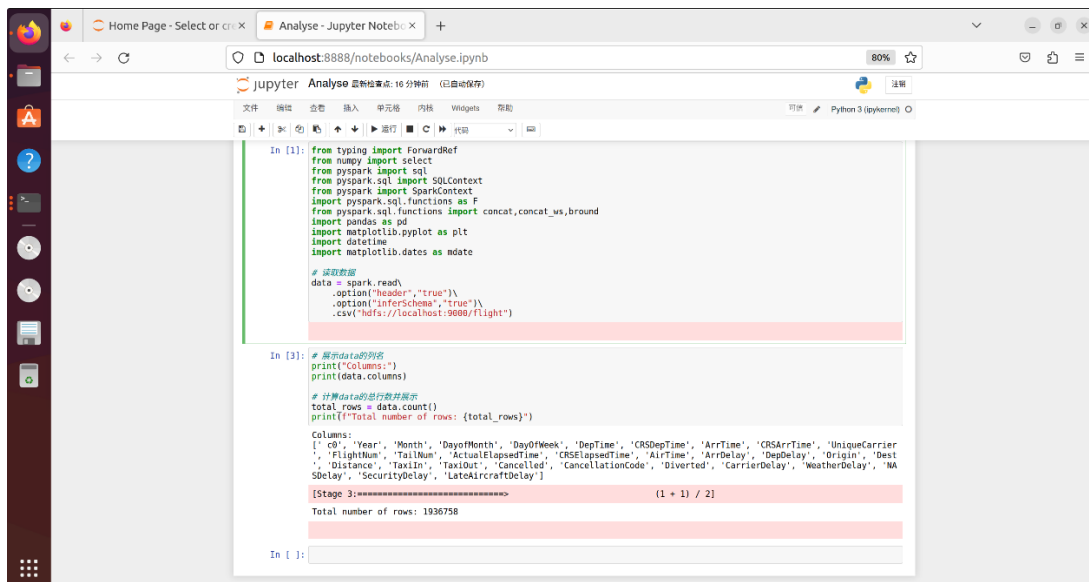 Home Page - Select or cre
Analyse - Jupyter Notebo
localhost:8888/notebooks/Analyse.ipynb
80%
jupyter Analyse 最新检查点: 16 分钟前 (已自动保存)
注销
文件 编辑 查看 插入 单元格 内核 Widgets 帮助
可信 Python 3 (ipykernel)
运行 代码
In [1]: from typing import ForwardRef
from numpy import select
from pyspark import sql
from pyspark.sql import SQLContext
from pyspark import SparkContext
import pyspark.sql.functions as F
from pyspark.sql.functions import concat,concat_ws,bround
import pandas as pd
import matplotlib.pyplot as plt
import datetime
import matplotlib.dates as mdate
# 读取数据
data = spark.read\
.option("header","true")\
.option("inferSchema","true")\
.csv("hdfs://localhost:9000/flight")
In [3]: # 展示data的列名
print("Columns:")
print(data.columns)
# 计算data的总行数并展示
total_rows = data.count()
print(f"Total number of rows: {total_rows}")
Columns:
['_c0', 'Year', 'Month', 'DayofMonth', 'DayOfWeek', 'DepTime', 'CRSDepTime', 'ArrTime', 'CRSArrTime', 'UniqueCarrier
', 'FlightNum', 'TailNum', 'ActualElapsedTime', 'CRSElapsedTime', 'AirTime', 'ArrDelay', 'DepDelay', 'Origin', 'Dest
', 'Distance', 'TaxiIn', 'TaxiOut', 'Cancelled', 'CancellationCode', 'Diverted', 'CarrierDelay', 'WeatherDelay', 'NA
SDelay', 'SecurityDelay', 'LateAircraftDelay']
[Stage 3:=============================> (1 + 1) / 2]
Total number of rows: 1936758
In [ ]: